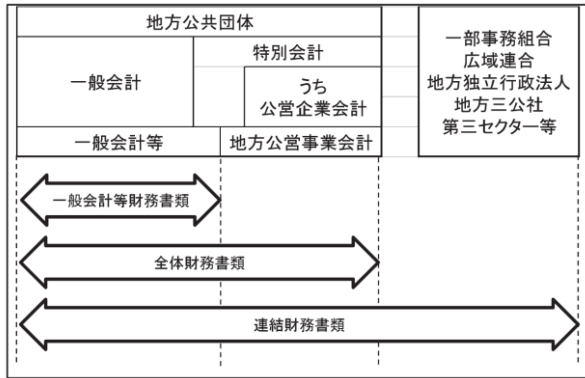 地方公共団体
一般会計
特別会計
うち
公営企業会計
一般会計等
地方公営事業会計
一部事務組合
広域連合
地方独立行政法人
地方三公社
第三セクター等
一般会計等財務書類
全体財務書類
連結財務書類